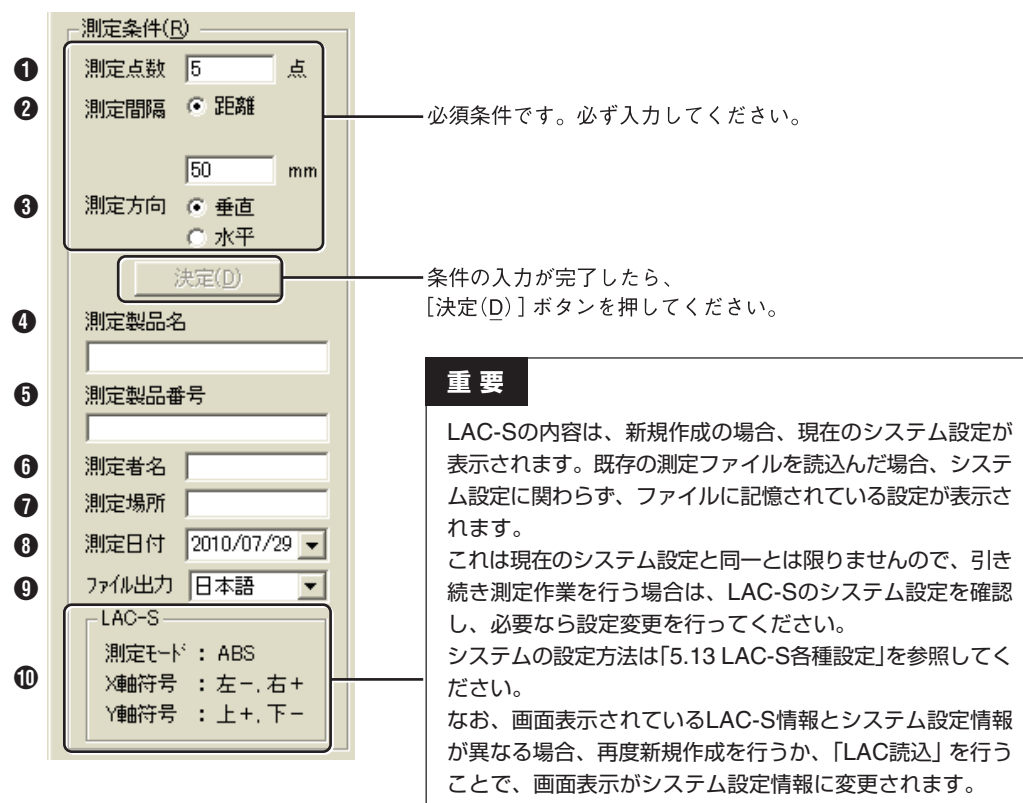 測定条件(R)
❶ 測定点数 5 点
❷ 測定間隔 距離
必須条件です。必ず入力してください。
50 mm
❸ 測定方向 垂直
水平
決定(D)
条件の入力が完了したら、
[決定(D)]ボタンを押してください。
❹ 測定製品名
❺ 測定製品番号
❻ 測定者名
❼ 測定場所
❽ 測定日付 2010/07/29
❾ ファイル出力 日本語
❿ LAC-S
測定モード : ABS
X軸符号 : 左-, 右+
Y軸符号 : 上+, 下-
重要
LAC-Sの内容は、新規作成の場合、現在のシステム設定が
表示されます。既存の測定ファイルを読込んだ場合、システ
ム設定に関わらず、ファイルに記憶されている設定が表示さ
れます。
これは現在のシステム設定と同一とは限りませんので、引き
続き測定作業を行う場合は、LAC-Sのシステム設定を確認
し、必要なら設定変更を行ってください。
システムの設定方法は「5.13 LAC-S各種設定」を参照してく
ださい。
なお、画面表示されているLAC-S情報とシステム設定情報
が異なる場合、再度新規作成を行うか、「LAC読込」を行う
ことで、画面表示がシステム設定情報に変更されます。